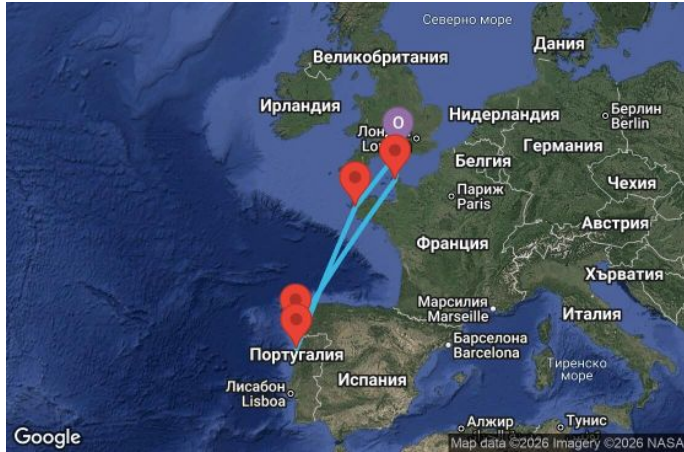 Северно море
Дания
Великобритания
Ирландия
Нидерландия
Берлин
Berlin
O
Германия
Белгия
Париж
Paris
Чехия
Австрия
Франция
Хърватия
Марсилия
Marseille
Италия
Португалия
Барселона
Barcelona
Тиренско
море
Испания
Лисабон
Lisboa
Алжир
Тунис
Google
Map data ©2026 Imagery ©2026 NASA